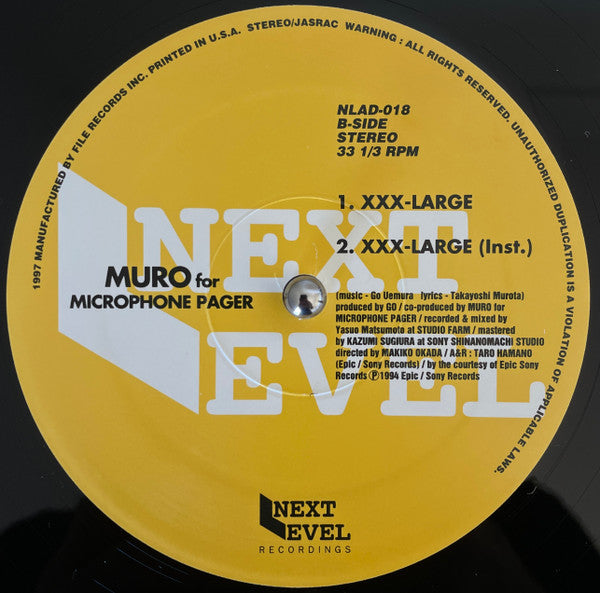 1997 MANUFACTURED BY FILE RECORDS INC. PRINTED IN U.S.A. STEREO/JASRAC WARNING : ALL RIGHTS RESERVED. UNAUTHORIZED DUPLICATION IS A VIOLATION OF APPLICABLE LAWS.
NLAD-018
B-SIDE
STEREO
33 1/3 RPM
NEXT
LEVEL
1. XXX-LARGE
2. XXX-LARGE (Inst.)
MURO for
MICROPHONE PAGER
(music - Go Uemura lyrics - Takayoshi Murota)
produced by GO / co-produced by MURO for
MICROPHONE PAGER / recorded & mixed by
Yasuo Matsumoto at STUDIO FARM / mastered
by KAZUMI SUGIURA at SONY SHINANOMACHI STUDIO
directed by MAKIKO OKADA / A&R : TARO HAMANO
(Epic / Sony Records) / by the courtesy of Epic Sony
Records Ⓟ1994 Epic / Sony Records
NEXT
LEVEL
RECORDINGS